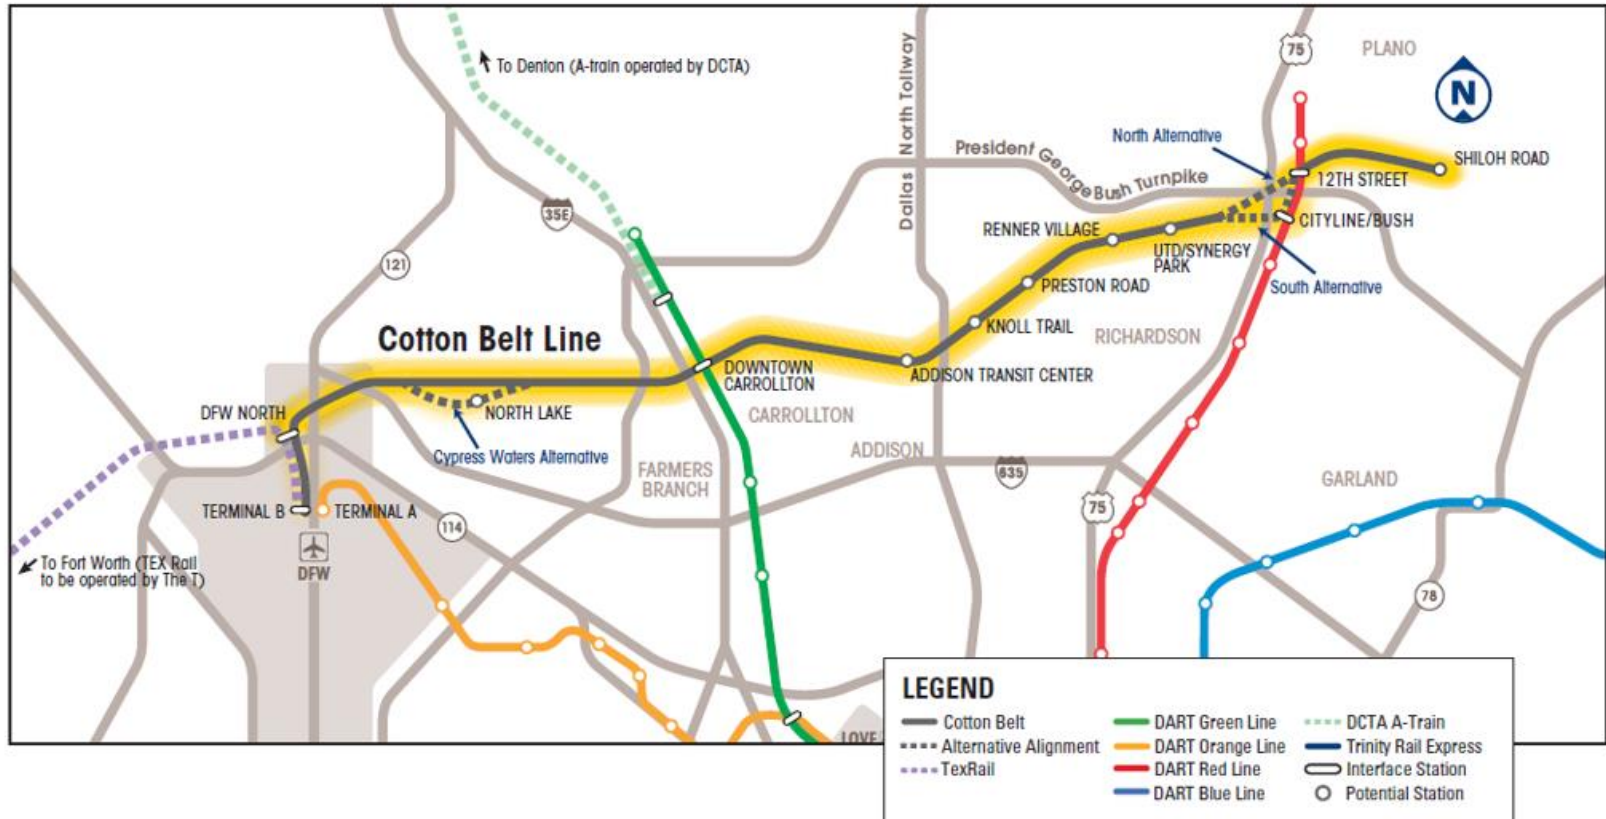 To Denton (A-train operated by DCTA)
Dallas North Tollway
75
PLANO
N
North Alternative
President George Bush Turnpike
SHILOH ROAD
12TH STREET
35E
RENNER VILLAGE
CITYLINE/BUSH
UTD/SYNERGY
PARK
121
PRESTON ROAD
South Alternative
KNOLL TRAIL
RICHARDSON
Cotton Belt Line
DOWNTOWN
CARROLLTON
ADDISON TRANSIT CENTER
DFW NORTH
NORTH LAKE
CARROLLTON
Cypress Waters Alternative
ADDISON
FARMERS
BRANCH
635
GARLAND
TERMINAL B
TERMINAL A
114
75
To Fort Worth (TEX Rail
to be operated by The T)
DFW
78
LOVE
LEGEND
Cotton Belt
Alternative Alignment
TexRail
DART Green Line
DART Orange Line
DART Red Line
DART Blue Line
DCTA A-Train
Trinity Rail Express
Interface Station
Potential Station